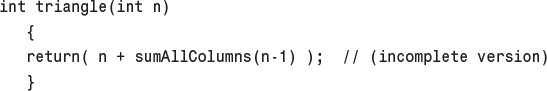 int triangle(int n)
{
return( n + sumAllColumns(n-1) );  // (incomplete version)
}